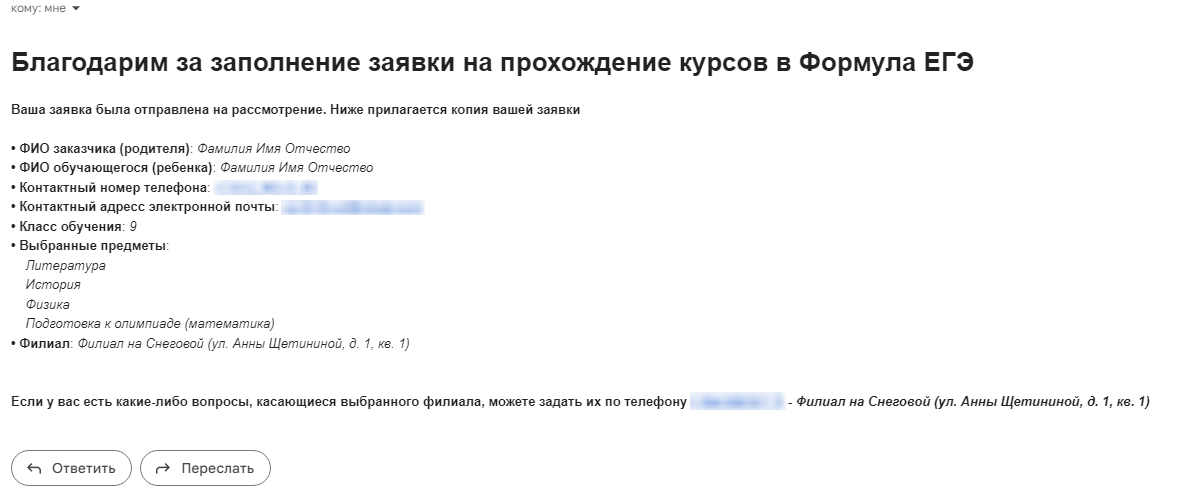 кому: мне
Благодарим за заполнение заявки на прохождение курсов в Формула ЕГЭ
Ваша заявка была отправлена на рассмотрение. Ниже прилагается копия вашей заявки
• ФИО заказчика (родителя): Фамилия Имя Отчество
• ФИО обучающегося (ребенка): Фамилия Имя Отчество
• Контактный номер телефона:
• Контактный адресс электронной почты:
• Класс обучения: 9
• Выбранные предметы:
Литература
История
Физика
Подготовка к олимпиаде (математика)
• Филиал: Филиал на Снеговой (ул. Анны Щетининой, д. 1, кв. 1)
Если у вас есть какие-либо вопросы, касающиеся выбранного филиала, можете задать их по телефону - Филиал на Снеговой (ул. Анны Щетининой, д. 1, кв. 1)
Ответить Переслать